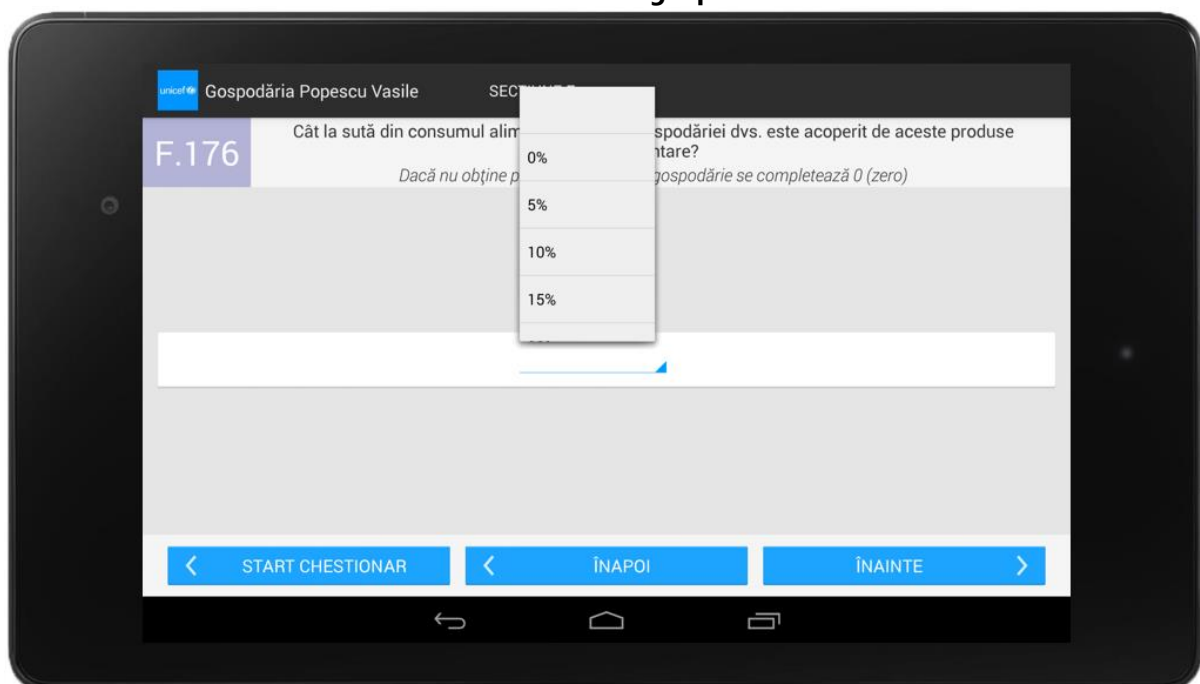 unicef Gospodăria Popescu Vasile
F.176
Cât la sută din consumul alim spodăriei dvs. este acoperit de aceste produse
ntare?
Dacă nu obține p gospodărie se completează 0 (zero)
0%
5%
10%
15%
START CHESTIONAR
ÎNAPOI
ÎNAINTE